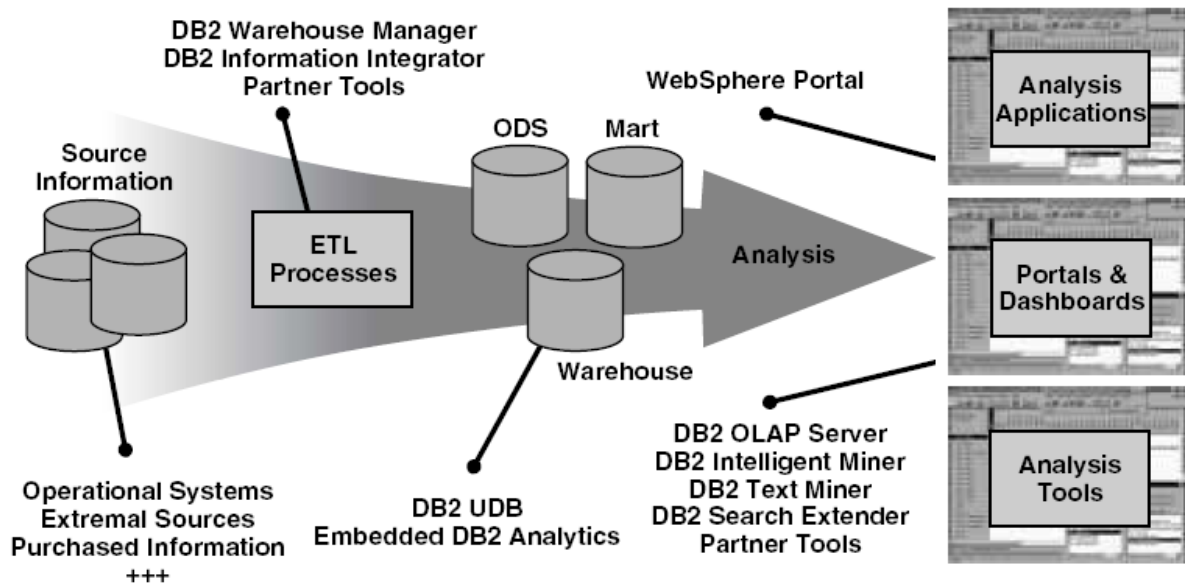 DB2 Warehouse Manager
DB2 Information Integrator
Partner Tools
WebSphere Portal
Analysis
Applications
ODS
Mart
Source
Information
ETL
Processes
Analysis
Portals &
Dashboards
Warehouse
DB2 OLAP Server
DB2 Intelligent Miner
DB2 Text Miner
DB2 Search Extender
Partner Tools
Analysis
Tools
Operational Systems
Extremal Sources
Purchased Information
+++
DB2 UDB
Embedded DB2 Analytics